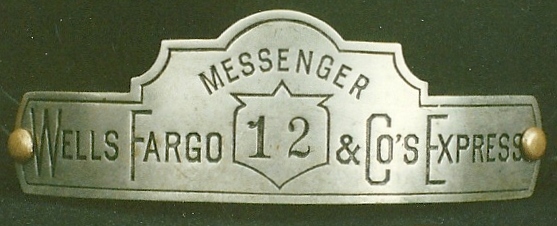 MESSENGER
WELLS FARGO 12 & CO'S EXPRESS